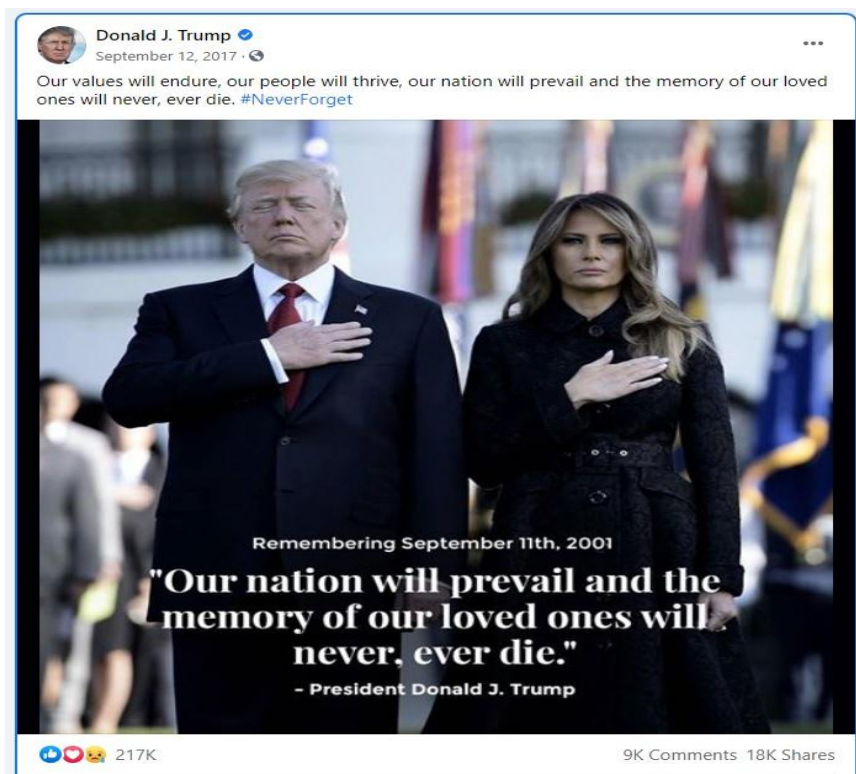 Donald J. Trump
September 12, 2017 ·
Our values will endure, our people will thrive, our nation will prevail and the memory of our loved
ones will never, ever die. #NeverForget
Remembering September 11th, 2001
"Our nation will prevail and the
memory of our loved ones will
never, ever die."
- President Donald J. Trump
217K
9K Comments 18K Shares